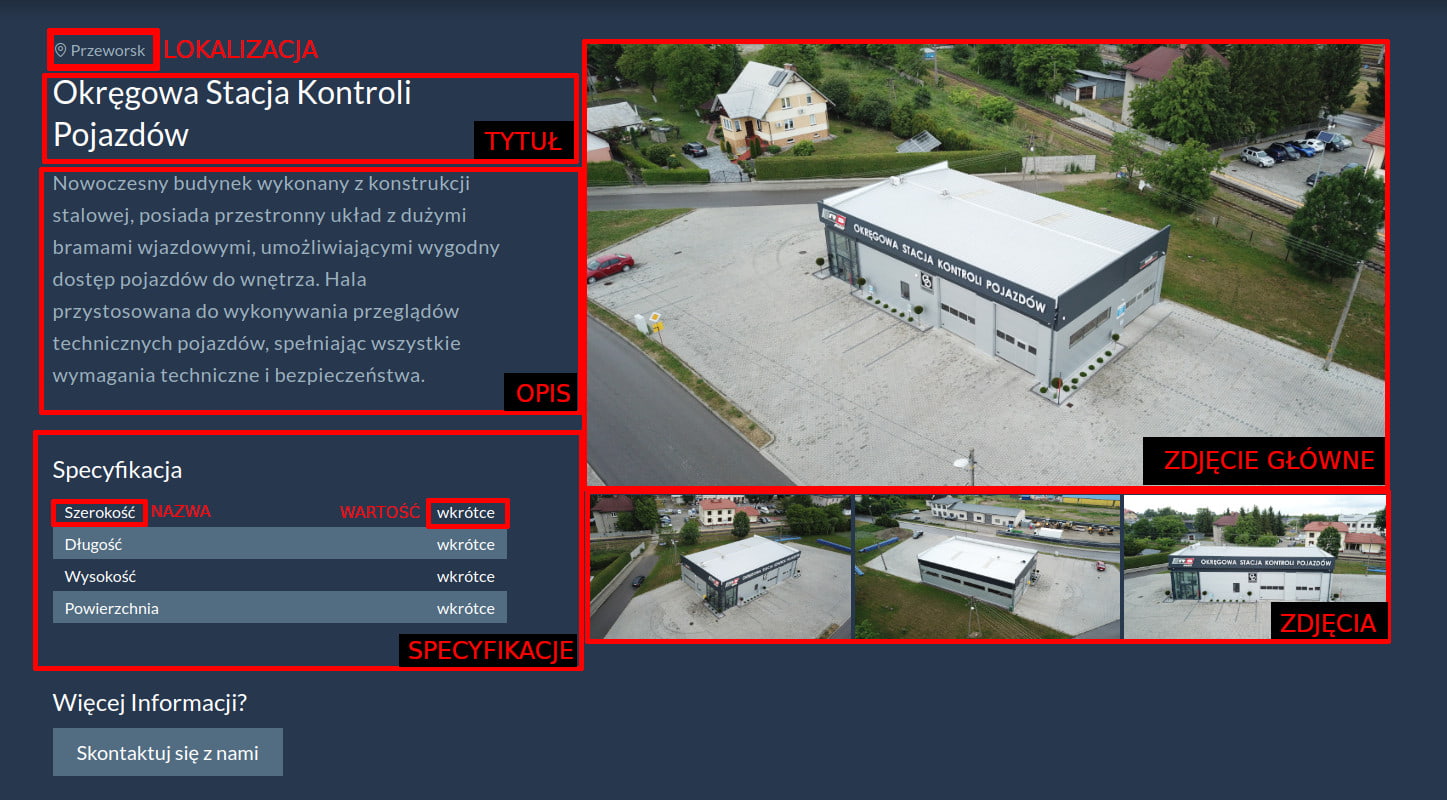 Przeworsk LOKALIZACJA
Okręgowa Stacja Kontroli
Pojazdów
TYTUŁ
Nowoczesny budynek wykonany z konstrukcji
stalowej, posiada przestronny układ z dużymi
bramami wjazdowymi, umożliwiającymi wygodny
dostęp pojazdów do wnętrza. Hala
przystosowana do wykonywania przeglądów
technicznych pojazdów, spełniając wszystkie
wymagania techniczne i bezpieczeństwa.
OPIS
Specyfikacja
Szerokość NAZWA WARTOŚĆ wkrótce
Długość wkrótce
Wysokość wkrótce
Powierzchnia wkrótce
SPECYFIKACJE
Więcej Informacji?
Skontaktuj się z nami
OKRĘGOWA STACJA KONTROLI POJAZDÓW
ZDJĘCIE GŁÓWNE
OKRĘGOWA STACJA KONTROLI POJAZDÓW
ZDJĘCIA